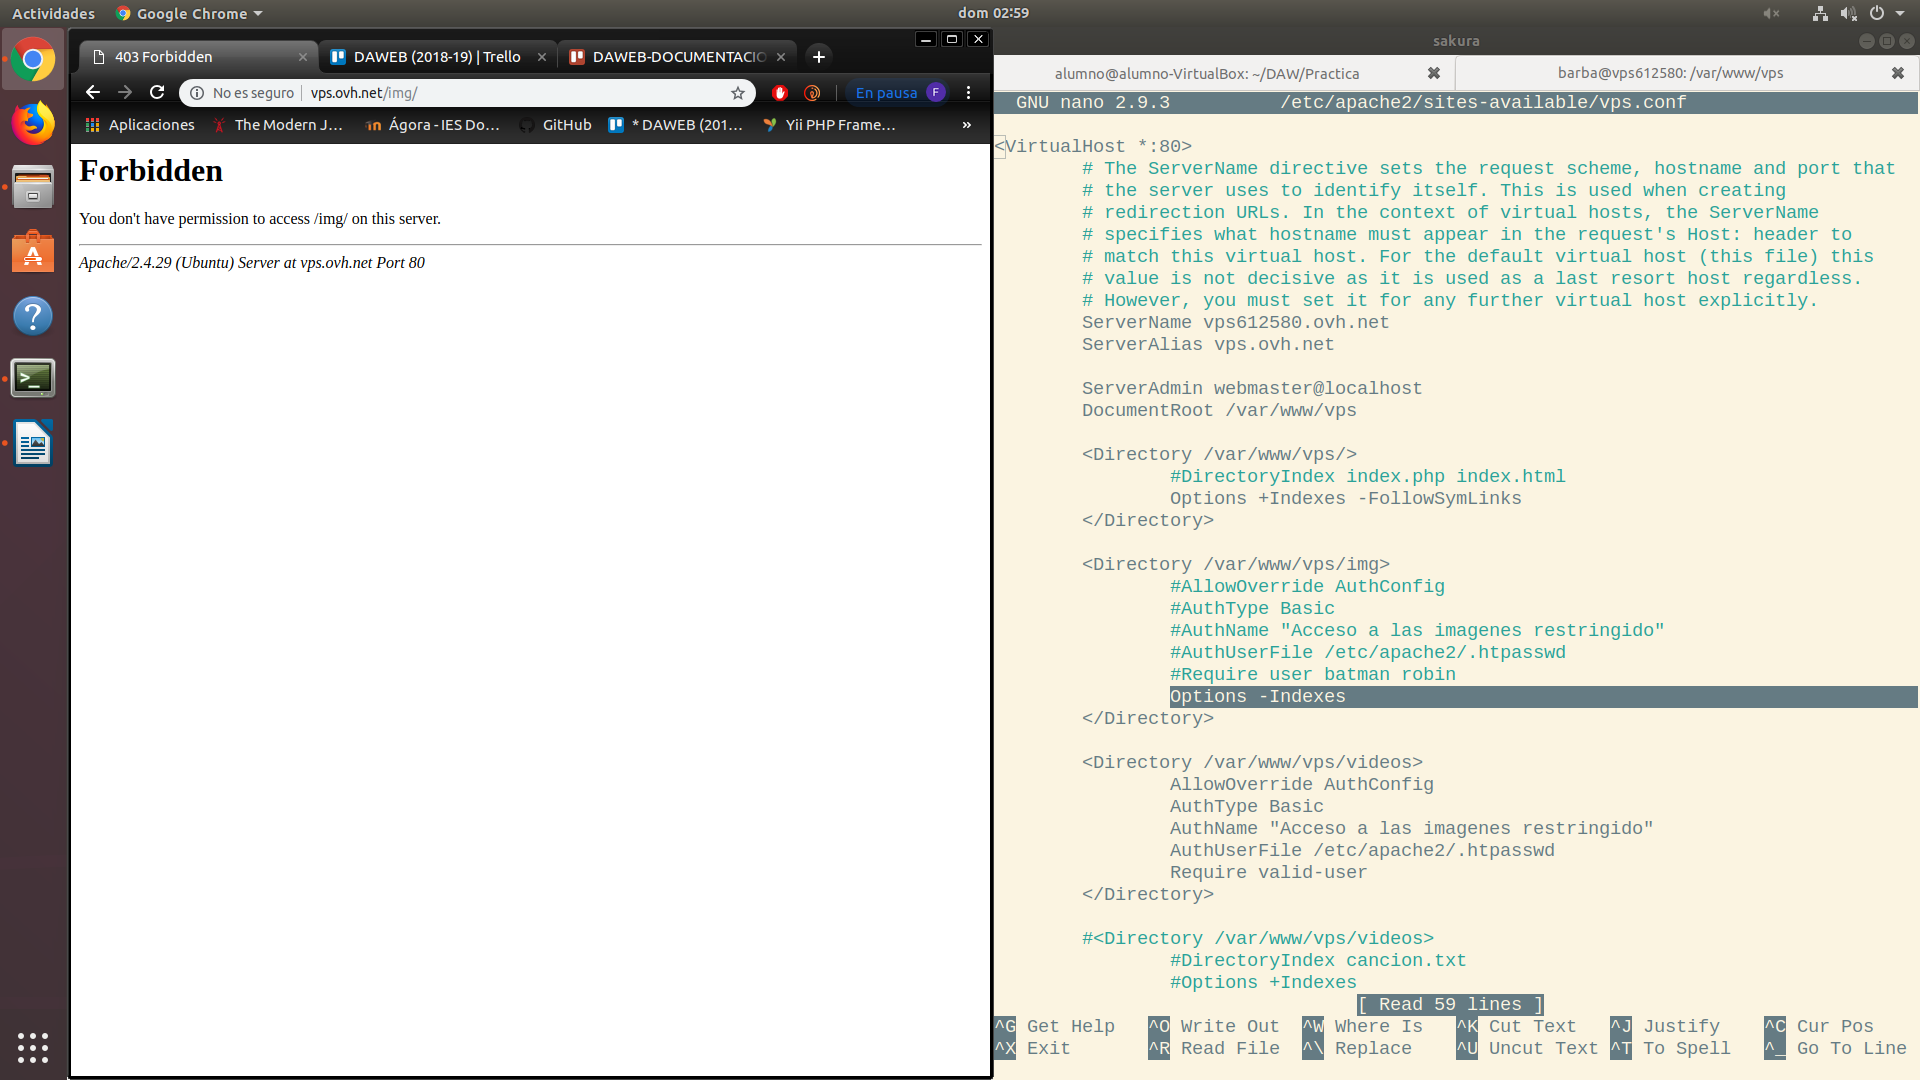 Actividades
Google Chrome
dom 02:59
403 Forbidden
DAWEB (2018-19) | Trello
DAWEB-DOCUMENTACIO
No es seguro
vps.ovh.net/img/
En pausa
F
Aplicaciones
The Modern J...
Ágora - IES Do...
GitHub
* DAWEB (201...
Yii PHP Frame...
»
Forbidden
You don't have permission to access /img/ on this server.
Apache/2.4.29 (Ubuntu) Server at vps.ovh.net Port 80
sakura
alumno@alumno-VirtualBox: ~/DAW/Practica
barba@vps612580: /var/www/vps
GNU nano 2.9.3 /etc/apache2/sites-available/vps.conf
<VirtualHost *:80>
# The ServerName directive sets the request scheme, hostname and port that
# the server uses to identify itself. This is used when creating
# redirection URLs. In the context of virtual hosts, the ServerName
# specifies what hostname must appear in the request's Host: header to
# match this virtual host. For the default virtual host (this file) this
# value is not decisive as it is used as a last resort host regardless.
# However, you must set it for any further virtual host explicitly.
ServerName vps612580.ovh.net
ServerAlias vps.ovh.net
ServerAdmin webmaster@localhost
DocumentRoot /var/www/vps
<Directory /var/www/vps/>
#DirectoryIndex index.php index.html
Options +Indexes -FollowSymLinks
</Directory>
<Directory /var/www/vps/img>
#AllowOverride AuthConfig
#AuthType Basic
#AuthName "Acceso a las imagenes restringido"
#AuthUserFile /etc/apache2/.htpasswd
#Require user batman robin
Options -Indexes
</Directory>
<Directory /var/www/vps/videos>
AllowOverride AuthConfig
AuthType Basic
AuthName "Acceso a las imagenes restringido"
AuthUserFile /etc/apache2/.htpasswd
Require valid-user
</Directory>
#<Directory /var/www/vps/videos>
#DirectoryIndex cancion.txt
#Options +Indexes
[ Read 59 lines ]
^G Get Help ^O Write Out ^W Where Is ^K Cut Text ^J Justify ^C Cur Pos
^X Exit ^R Read File ^\ Replace ^U Uncut Text ^T To Spell ^_ Go To Line